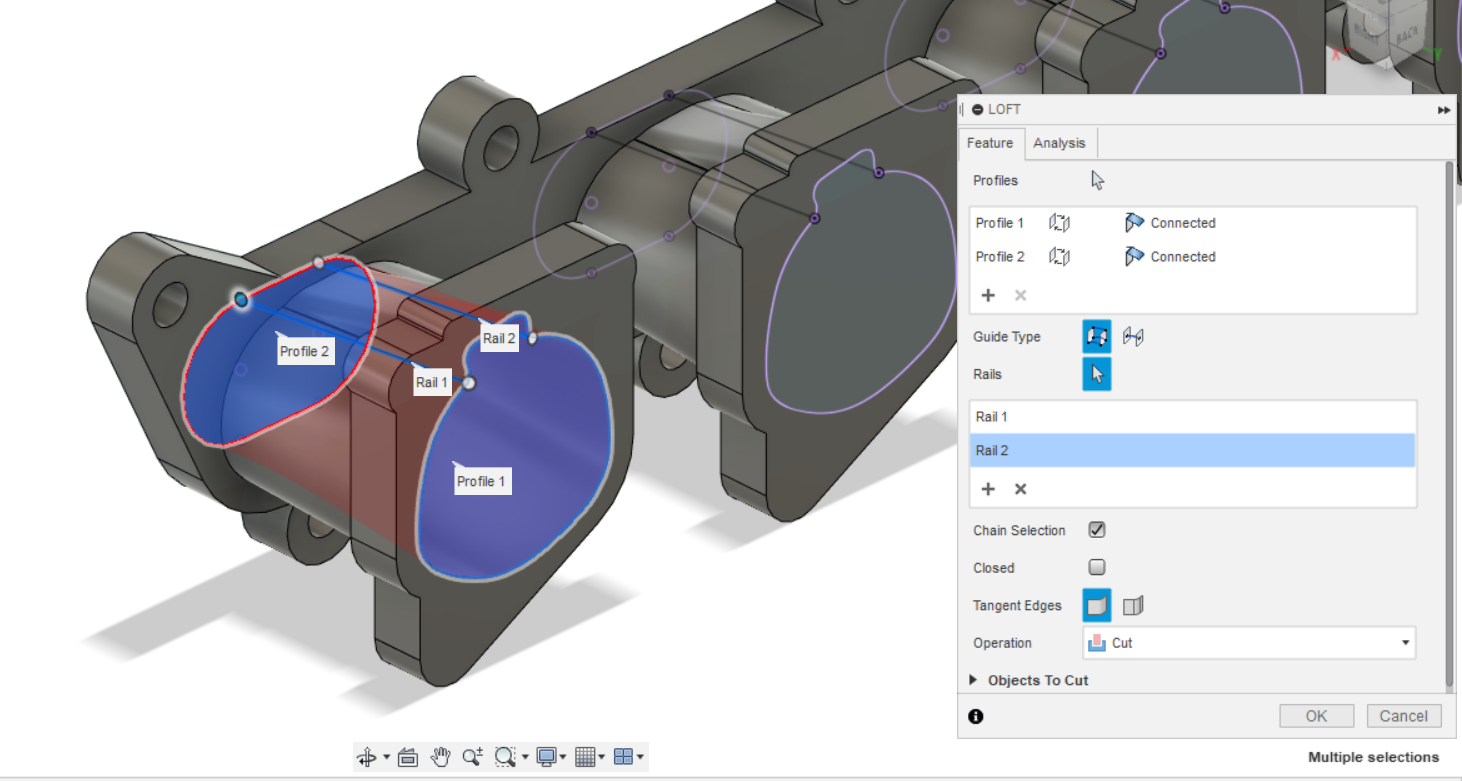 RIGHT
BACK
X
Y
LOFT
Feature Analysis
Profiles
Profile 1 Connected
Profile 2 Connected
Guide Type
Rails
Rail 1
Rail 2
Chain Selection
Closed
Tangent Edges
Operation Cut
Objects To Cut
OK Cancel
Multiple selections
Profile 2
Rail 2
Rail 1
Profile 1